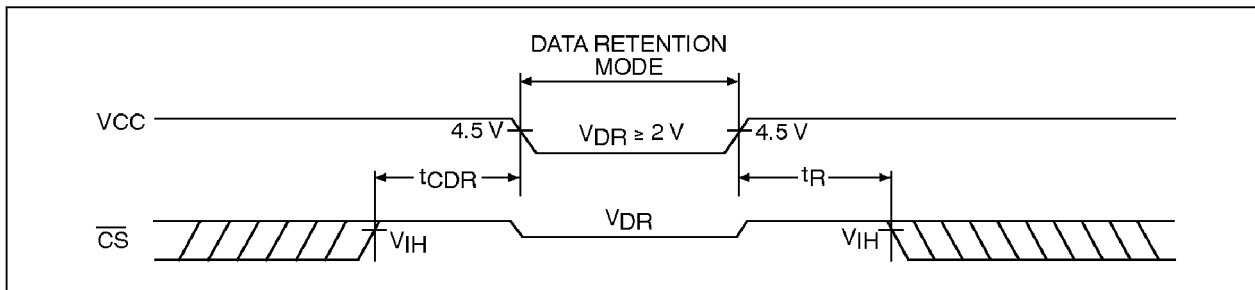 DATA RETENTION
MODE
VCC
4.5 V
VDR ≥ 2 V
4.5 V
tCDR
tR
CS
VIH
VDR
VIH